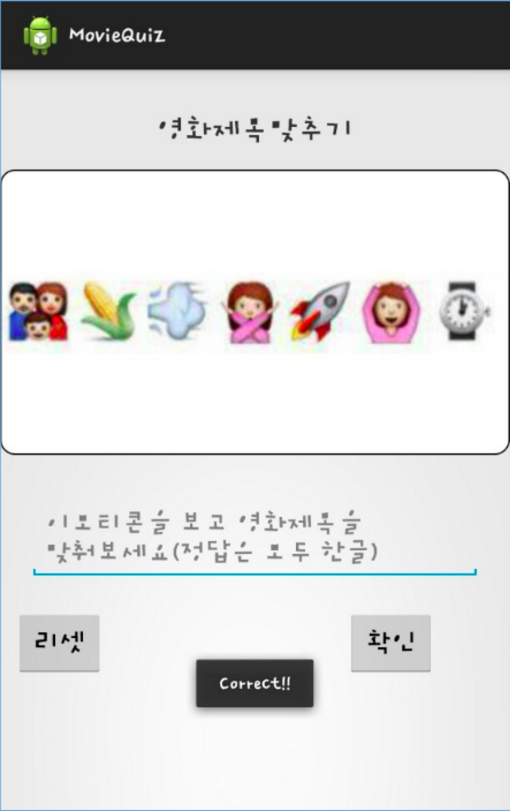 MovieQuiz
영화제목맞추기
이모티콘을 보고 영화제목을
맞춰보세요(정답은 모두 한글)
리셋
확인
Correct!!